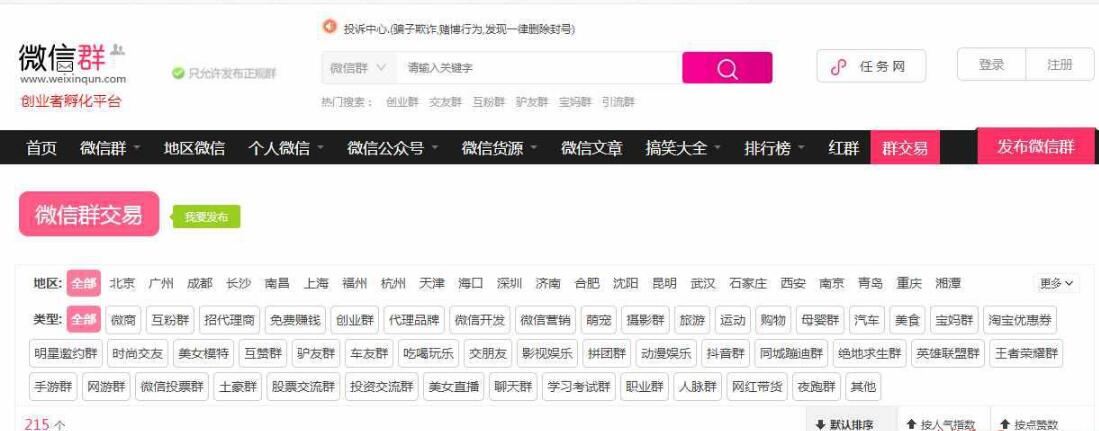 投诉中心.(骗子欺诈,赌博行为,发现一律删除封号)
微信群
www.weixinqun.com
创业者孵化平台
只允许发布正规群
微信群 请输入关键字
任务网
登录 注册
热门搜索： 创业群 交友群 互粉群 驴友群 宝妈群 引流群
首页 微信群 地区微信 个人微信 微信公众号 微信货源 微信文章 搞笑大全 排行榜 红群 群交易 发布微信群
微信群交易 我要发布
地区: 全部 北京 广州 成都 长沙 南昌 上海 福州 杭州 天津 海口 深圳 济南 合肥 沈阳 昆明 武汉 石家庄 西安 南京 青岛 重庆 湘潭 更多
类型: 全部 微商 互粉群 招代理商 免费赚钱 创业群 代理品牌 微信开发 微信营销 萌宠 摄影群 旅游 运动 购物 母婴群 汽车 美食 宝妈群 淘宝优惠券
明星邀约群 时尚交友 美女模特 互赞群 驴友群 车友群 吃喝玩乐 交朋友 影视娱乐 拼团群 动漫娱乐 抖音群 同城蹦迪群 绝地求生群 英雄联盟群 王者荣耀群
手游群 网游群 微信投票群 土豪群 股票交流群 投资交流群 美女直播 聊天群 学习考试群 职业群 人脉群 网红带货 夜跑群 其他
215 个 默认排序 按人气指数 按点赞数